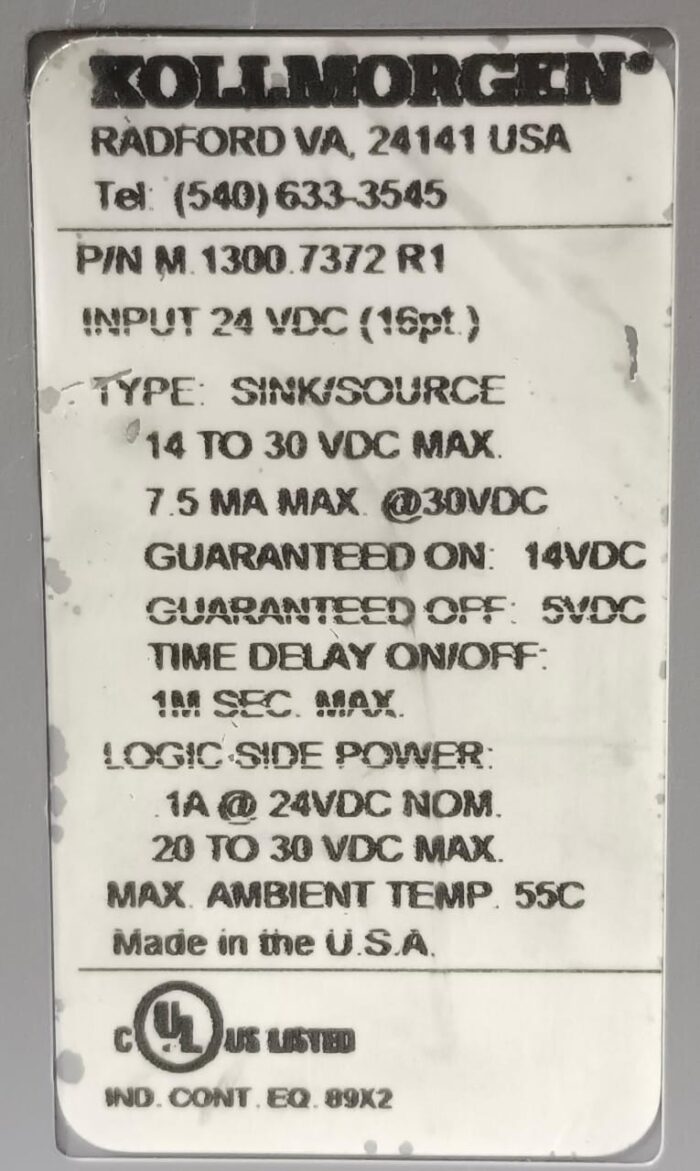 KOLLMORGEN®
RADFORD VA, 24141 USA
Tel: (540) 633-3545
P/N M.1300.7372 R1
INPUT 24 VDC (16pt.)
TYPE: SINK/SOURCE
14 TO 30 VDC MAX.
7.5 MA MAX. @30VDC
GUARANTEED ON: 14VDC
GUARANTEED OFF: 5VDC
TIME DELAY ON/OFF:
1M SEC. MAX.
LOGIC SIDE POWER:
.1A @ 24VDC NOM.
20 TO 30 VDC MAX.
MAX. AMBIENT TEMP. 55C
Made in the U.S.A.
C UL US LISTED
IND. CONT. EQ. 89X2